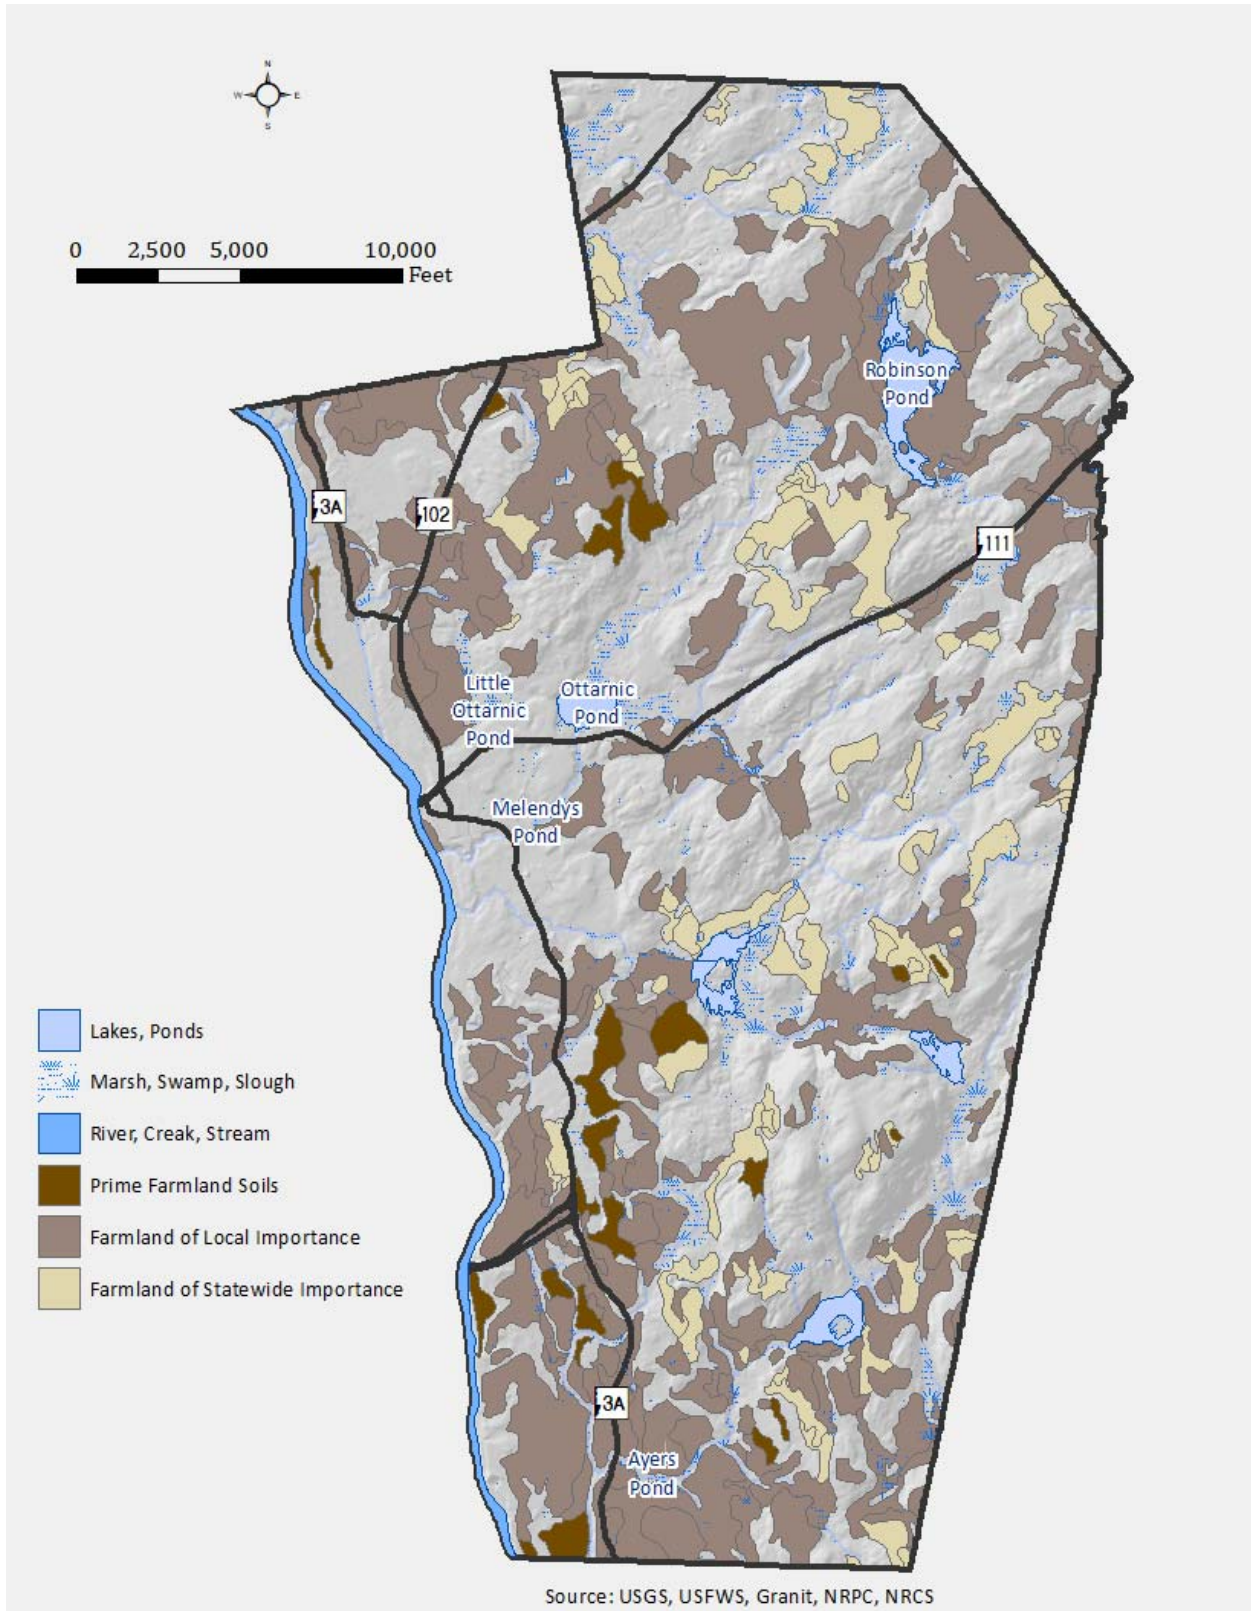 N
W E
S
0 2,500 5,000 10,000
Feet
Robinson
Pond
3A
102
111
Little
Ottarnic
Pond
Ottarnic
Pond
Melendys
Pond
Lakes, Ponds
Marsh, Swamp, Slough
River, Creak, Stream
Prime Farmland Soils
Farmland of Local Importance
Farmland of Statewide Importance
3A
Ayers
Pond
Source: USGS, USFWS, Granit, NRPC, NRCS